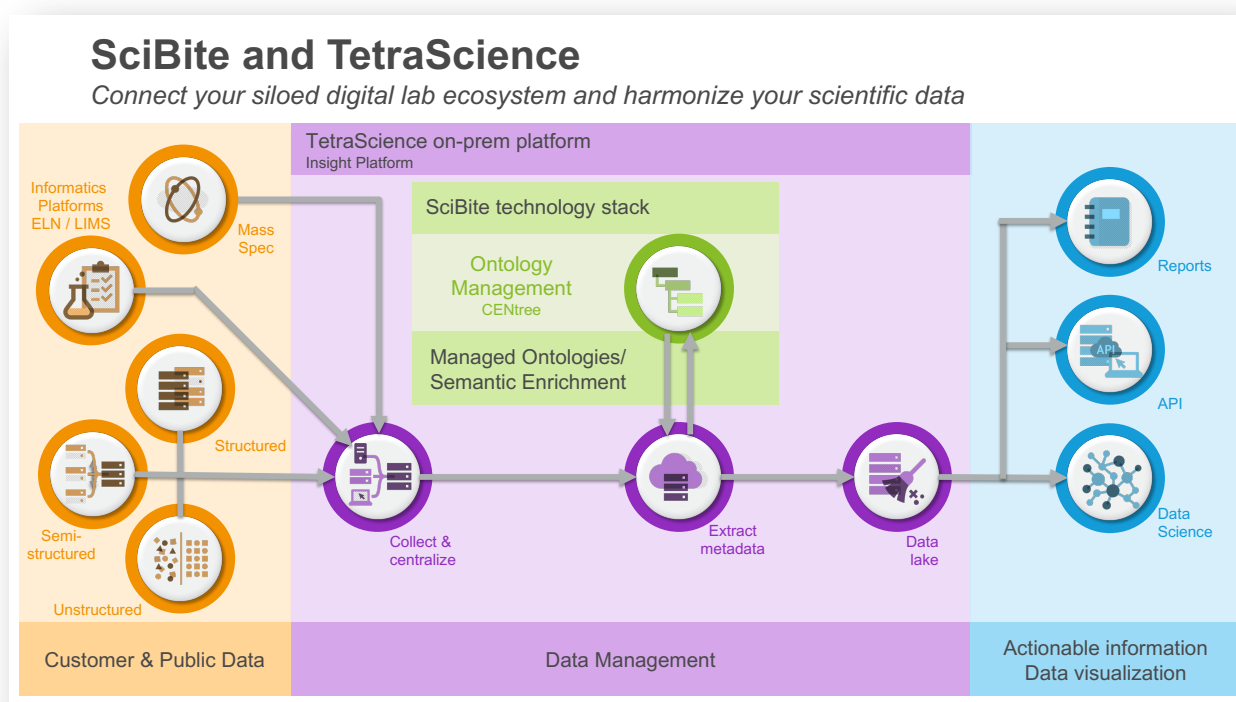 SciBite and TetraScience
Connect your siloed digital lab ecosystem and harmonize your scientific data
Informatics
Platforms
ELN / LIMS
Mass
Spec
Structured
Semi-
structured
Unstructured
Customer & Public Data
TetraScience on-prem platform
Insight Platform
SciBite technology stack
Ontology
Management
CENtree
Managed Ontologies/
Semantic Enrichment
Collect &
centralize
Extract
metadata
Data
lake
Data Management
Reports
API
API
Data
Science
Actionable information
Data visualization